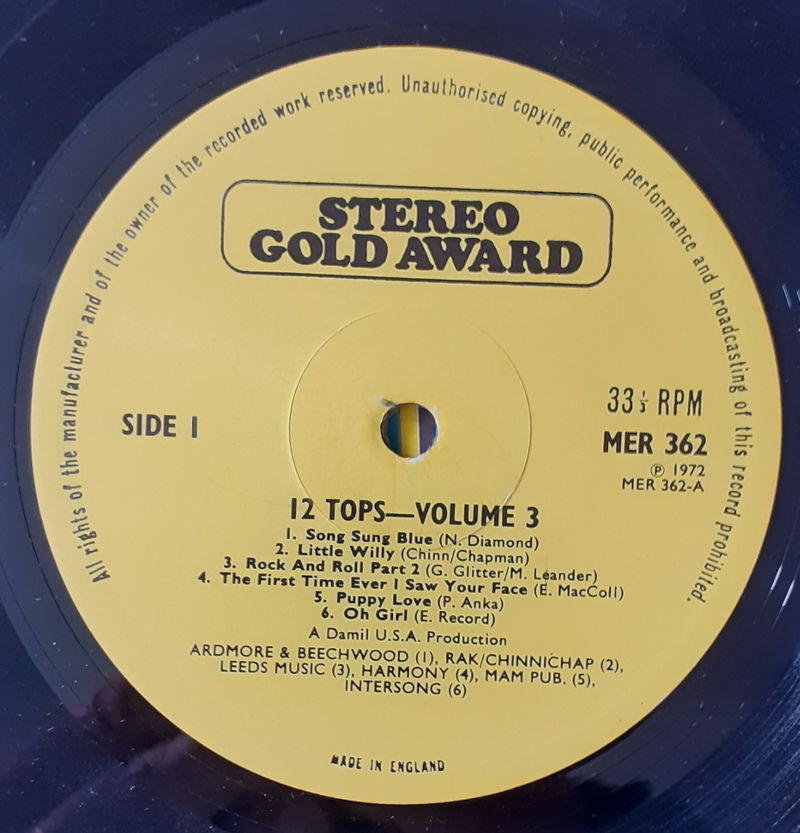 All rights of the manufacturer and of the owner of the recorded work reserved. Unauthorised copying, public performance and broadcasting of this record prohibited.
STEREO
GOLD AWARD
SIDE 1
33⅓ RPM
MER 362
℗ 1972
MER 362-A
12 TOPS—VOLUME 3
1. Song Sung Blue (N. Diamond)
2. Little Willy (Chinn/Chapman)
3. Rock And Roll Part 2 (G. Glitter/M. Leander)
4. The First Time Ever I Saw Your Face (E. MacColl)
5. Puppy Love (P. Anka)
6. Oh Girl (E. Record)
A Damil U.S.A. Production
ARDMORE & BEECHWOOD (1), RAK/CHINNICHAP (2),
LEEDS MUSIC (3), HARMONY (4), MAM PUB. (5),
INTERSONG (6)
MADE IN ENGLAND